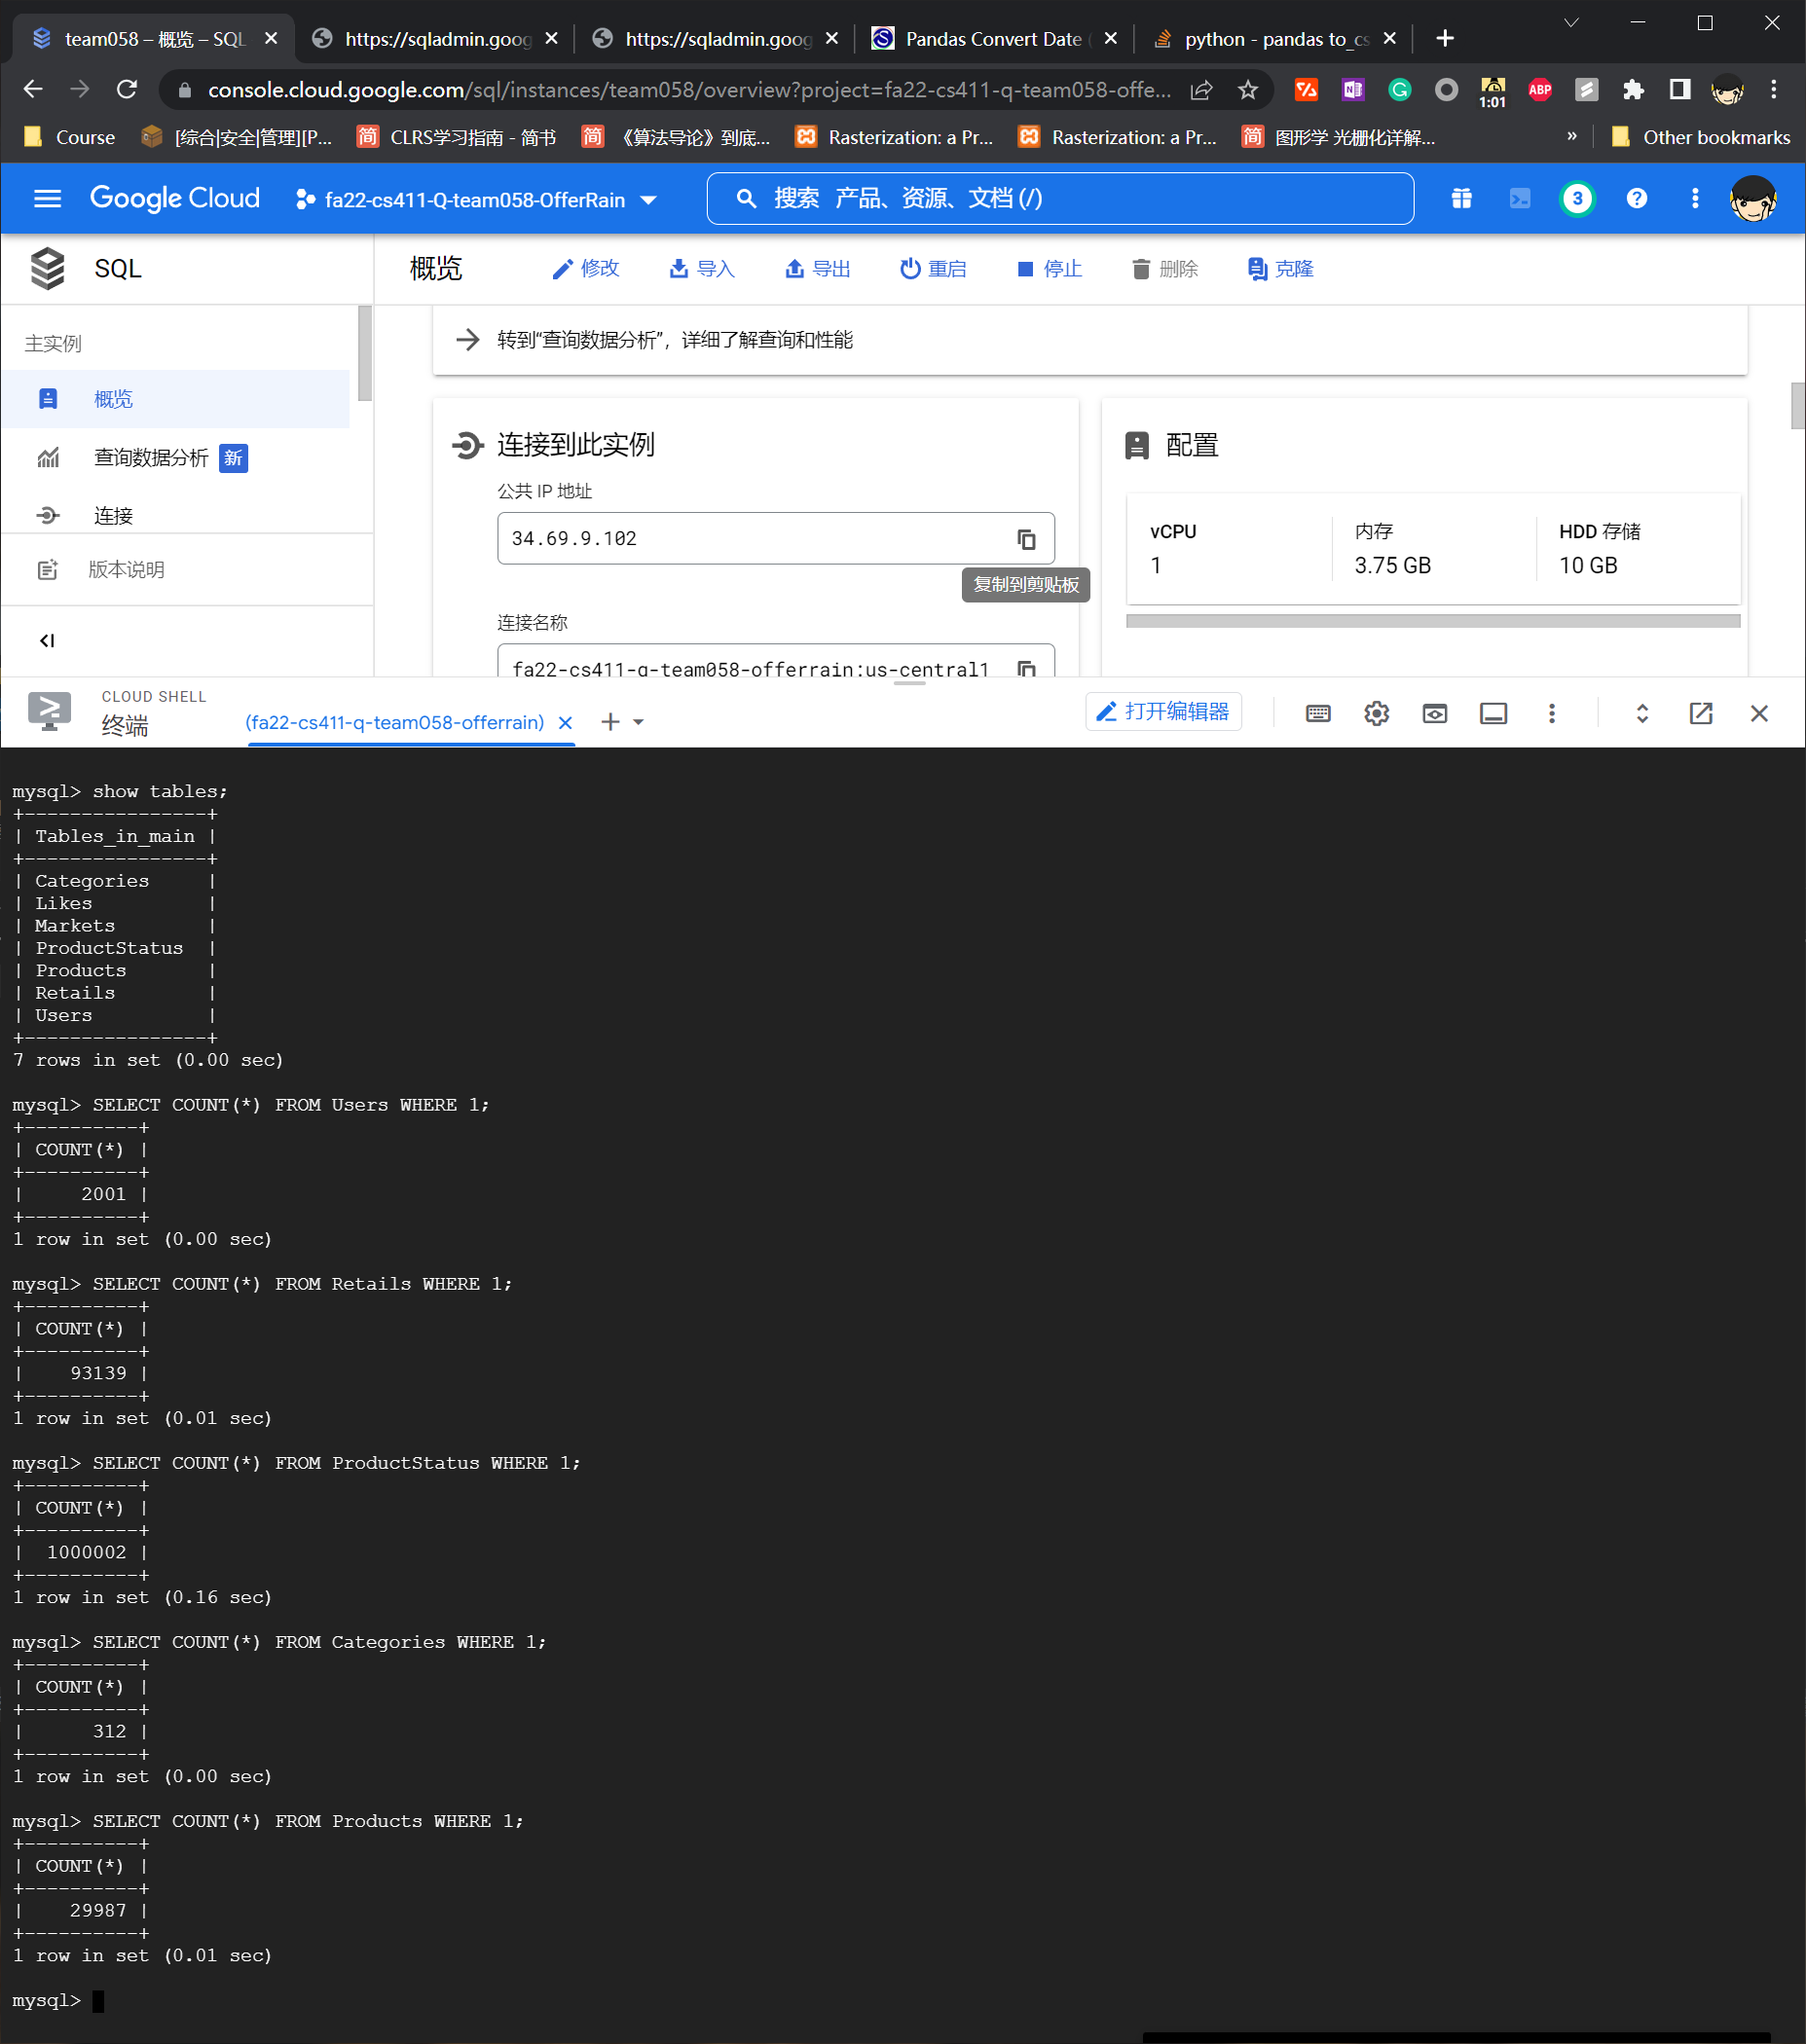 team058 – 概览 – SQL
https://sqladmin.goog
https://sqladmin.goog
Pandas Convert Date
python - pandas to_cs
console.cloud.google.com/sql/instances/team058/overview?project=fa22-cs411-q-team058-offe...
1:01
ABP
Course
[综合|安全|管理][P...
简
CLRS学习指南 - 简书
简
《算法导论》到底...
Rasterization: a Pr...
Rasterization: a Pr...
简
图形学 光栅化详解...
»
Other bookmarks
Google Cloud
fa22-cs411-Q-team058-OfferRain
搜索 产品、资源、文档 (/)
3
SQL
概览
修改
导入
导出
重启
停止
删除
克隆
主实例
概览
查询数据分析 新
连接
版本说明
转到“查询数据分析”，详细了解查询和性能
连接到此实例
公共 IP 地址
34.69.9.102
复制到剪贴板
连接名称
fa22-cs411-q-team058-offerrain:us-central1
配置
vCPU
1
内存
3.75 GB
HDD 存储
10 GB
CLOUD SHELL
终端
(fa22-cs411-q-team058-offerrain)
打开编辑器
mysql> show tables;
+----------------+
| Tables_in_main |
+----------------+
| Categories     |
| Likes          |
| Markets        |
| ProductStatus  |
| Products       |
| Retails        |
| Users          |
+----------------+
7 rows in set (0.00 sec)
mysql> SELECT COUNT(*) FROM Users WHERE 1;
+----------+
| COUNT(*) |
+----------+
|     2001 |
+----------+
1 row in set (0.00 sec)
mysql> SELECT COUNT(*) FROM Retails WHERE 1;
+----------+
| COUNT(*) |
+----------+
|    93139 |
+----------+
1 row in set (0.01 sec)
mysql> SELECT COUNT(*) FROM ProductStatus WHERE 1;
+----------+
| COUNT(*) |
+----------+
|  1000002 |
+----------+
1 row in set (0.16 sec)
mysql> SELECT COUNT(*) FROM Categories WHERE 1;
+----------+
| COUNT(*) |
+----------+
|      312 |
+----------+
1 row in set (0.00 sec)
mysql> SELECT COUNT(*) FROM Products WHERE 1;
+----------+
| COUNT(*) |
+----------+
|    29987 |
+----------+
1 row in set (0.01 sec)
mysql>